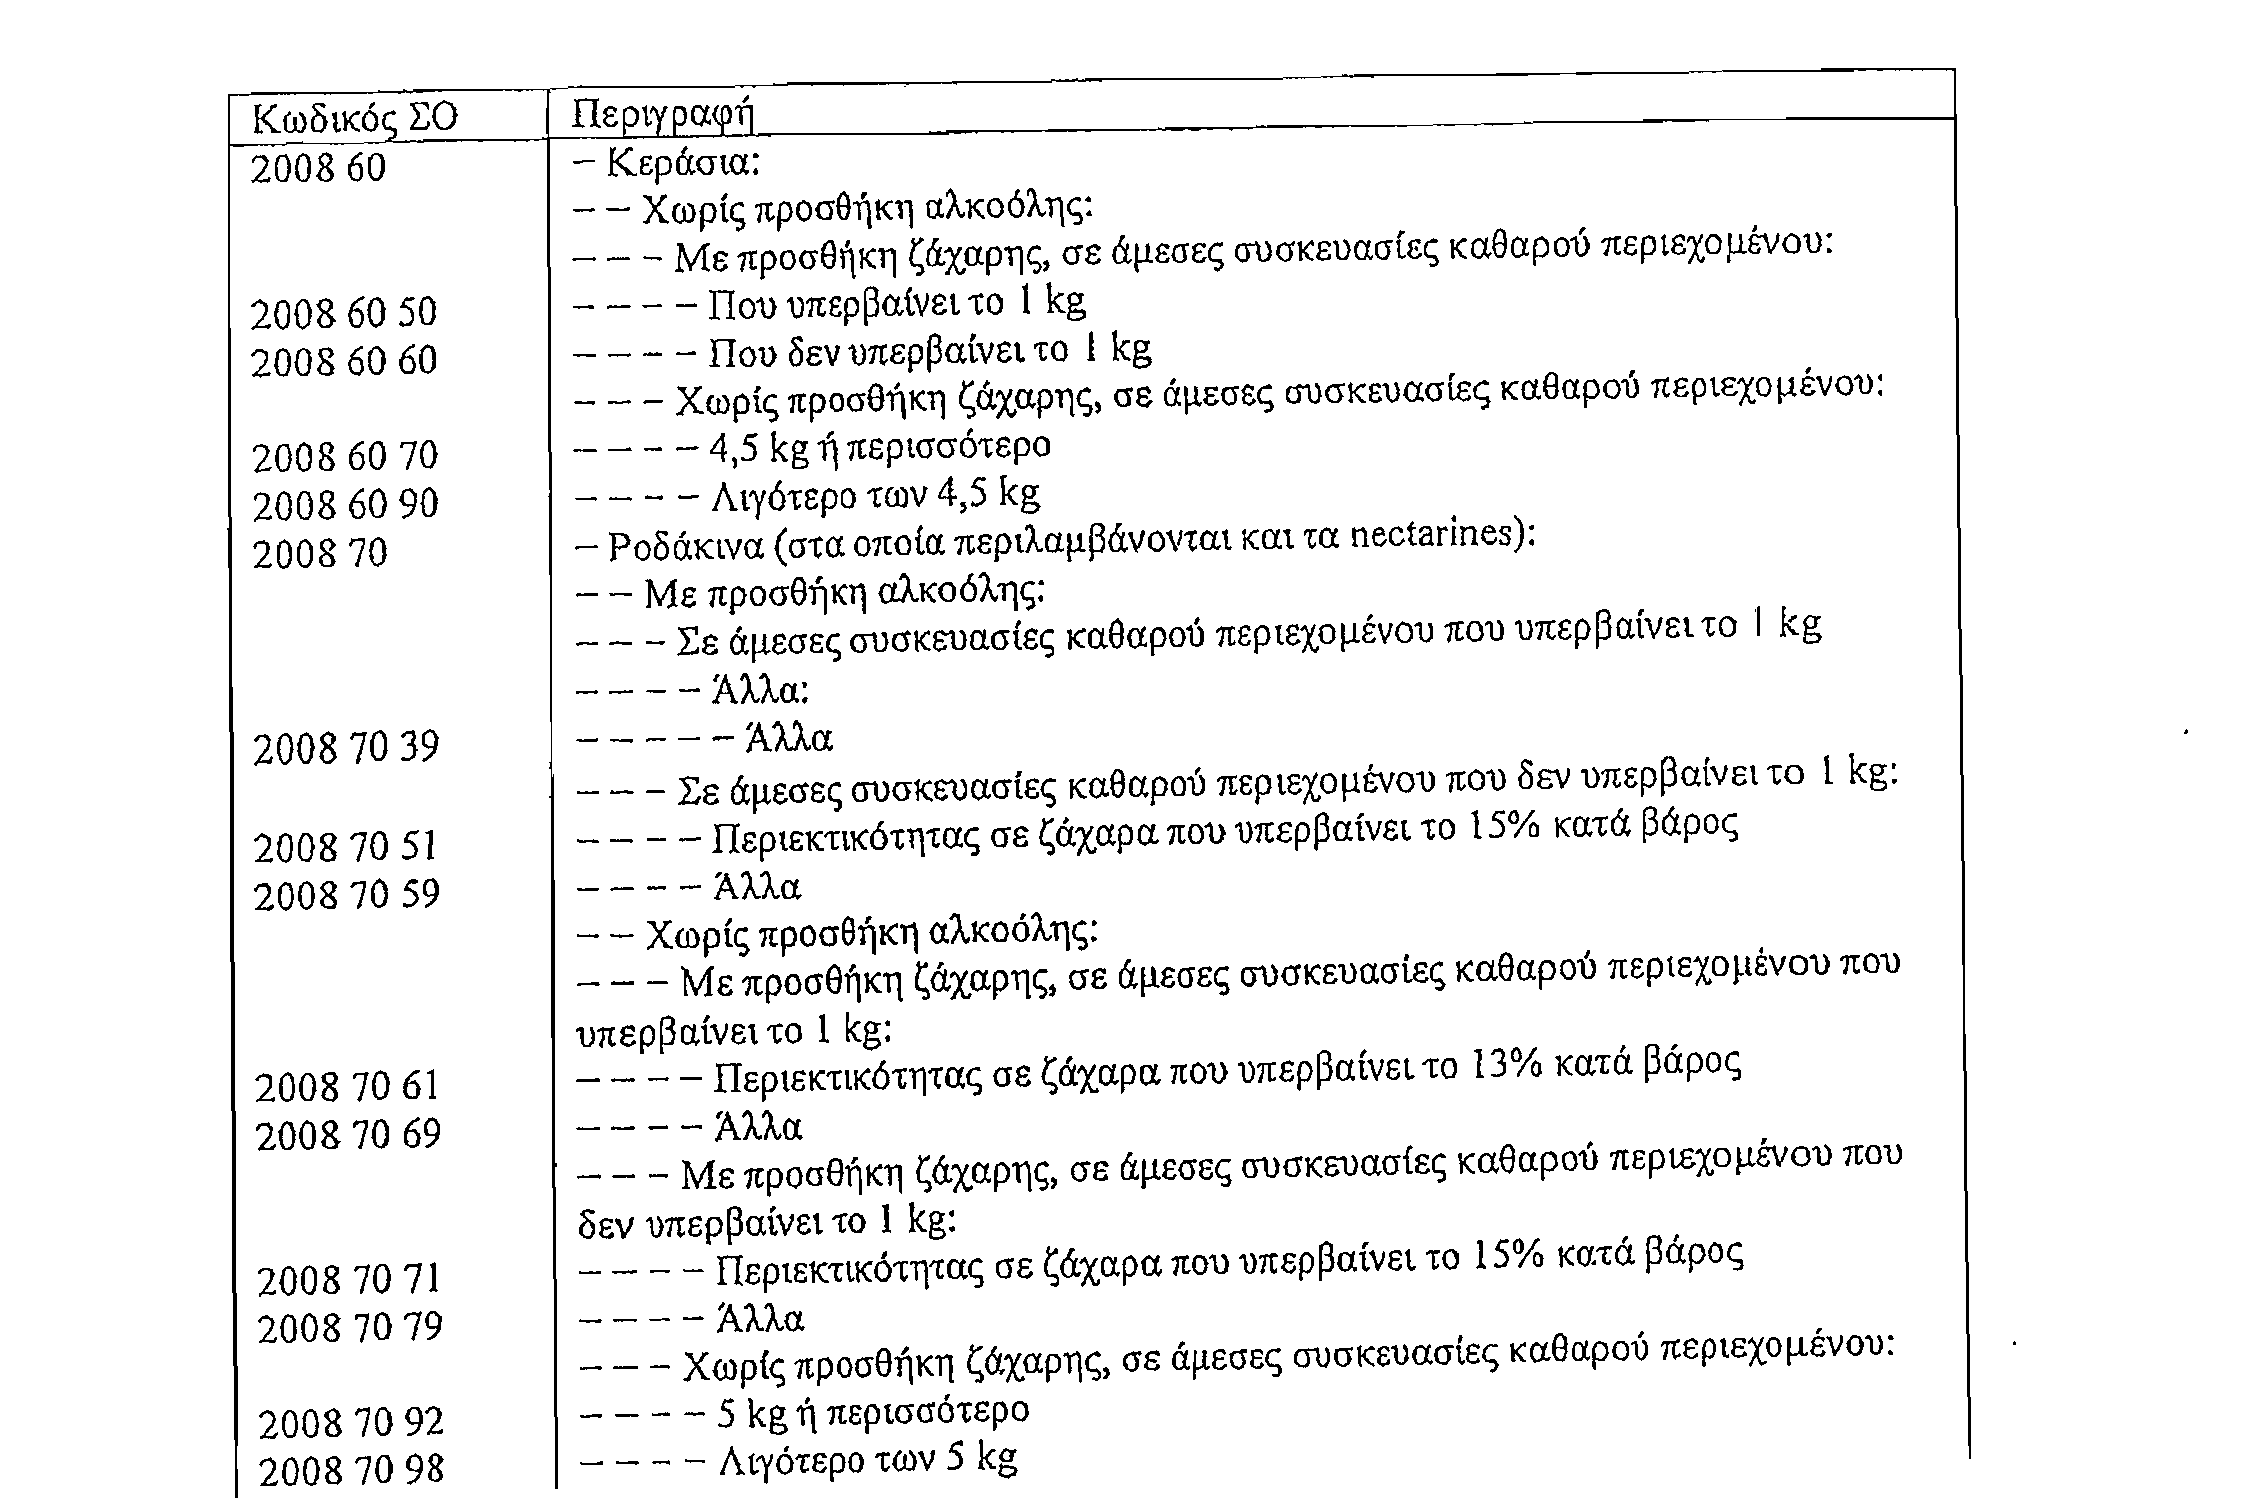 Κωδικός ΣΟ Περιγραφή
2008 60 – Κεράσια:
– – Χωρίς προσθήκη αλκοόλης:
– – – Με προσθήκη ζάχαρης, σε άμεσες συσκευασίες καθαρού περιεχομένου:
2008 60 50 – – – – Που υπερβαίνει το 1 kg
2008 60 60 – – – – Που δεν υπερβαίνει το 1 kg
– – – Χωρίς προσθήκη ζάχαρης, σε άμεσες συσκευασίες καθαρού περιεχομένου:
2008 60 70 – – – – 4,5 kg ή περισσότερο
2008 60 90 – – – – Λιγότερο των 4,5 kg
2008 70 – Ροδάκινα (στα οποία περιλαμβάνονται και τα nectarines):
– – Με προσθήκη αλκοόλης:
– – – Σε άμεσες συσκευασίες καθαρού περιεχομένου που υπερβαίνει το 1 kg
– – – – Άλλα:
2008 70 39 – – – – – Άλλα
– – – Σε άμεσες συσκευασίες καθαρού περιεχομένου που δεν υπερβαίνει το 1 kg:
2008 70 51 – – – – Περιεκτικότητας σε ζάχαρα που υπερβαίνει το 15% κατά βάρος
2008 70 59 – – – – Άλλα
– – Χωρίς προσθήκη αλκοόλης:
– – – Με προσθήκη ζάχαρης, σε άμεσες συσκευασίες καθαρού περιεχομένου που
υπερβαίνει το 1 kg:
2008 70 61 – – – – Περιεκτικότητας σε ζάχαρα που υπερβαίνει το 13% κατά βάρος
2008 70 69 – – – – Άλλα
– – – Με προσθήκη ζάχαρης, σε άμεσες συσκευασίες καθαρού περιεχομένου που
δεν υπερβαίνει το 1 kg:
2008 70 71 – – – – Περιεκτικότητας σε ζάχαρα που υπερβαίνει το 15% κατά βάρος
2008 70 79 – – – – Άλλα
– – – Χωρίς προσθήκη ζάχαρης, σε άμεσες συσκευασίες καθαρού περιεχομένου:
2008 70 92 – – – – 5 kg ή περισσότερο
2008 70 98 – – – – Λιγότερο των 5 kg